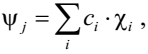 ψ_j = ∑_i c_i · χ_i ,